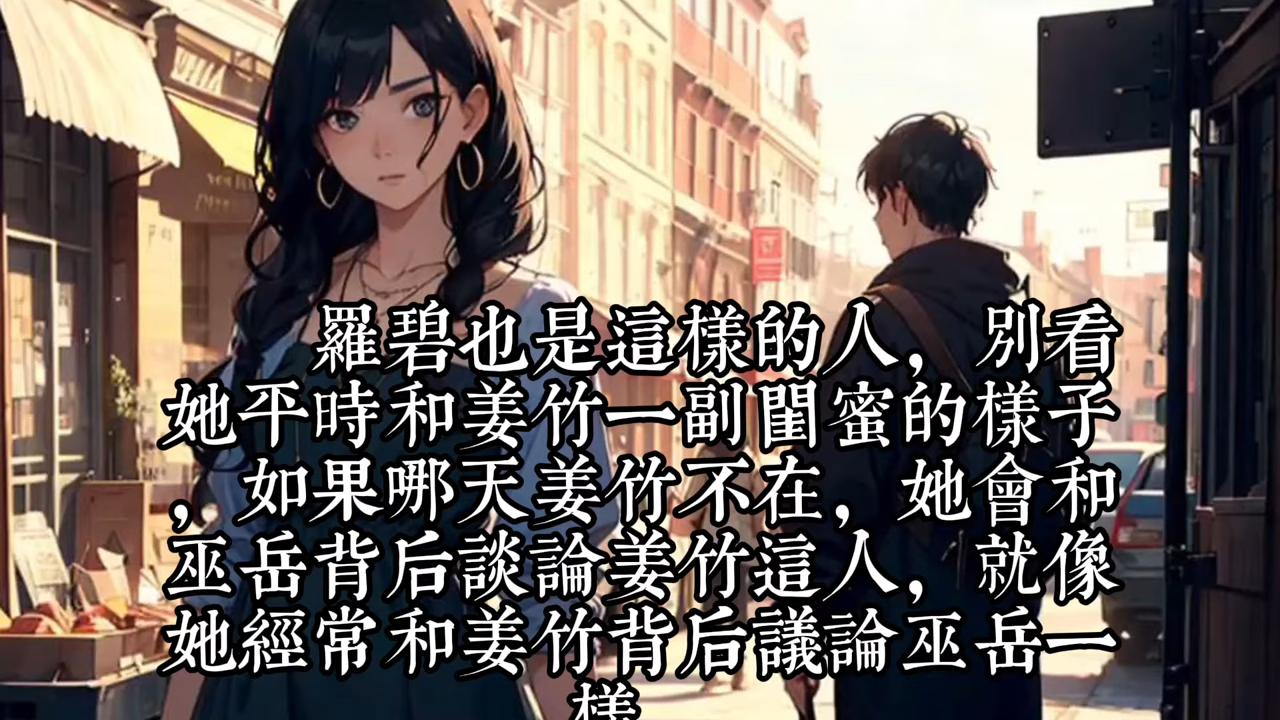 羅碧也是這樣的人，別看
她平時和姜竹一副閨蜜的樣子
，如果哪天姜竹不在，她會和
巫岳背后談論姜竹這人，就像
她經常和姜竹背后議論巫岳一
樣